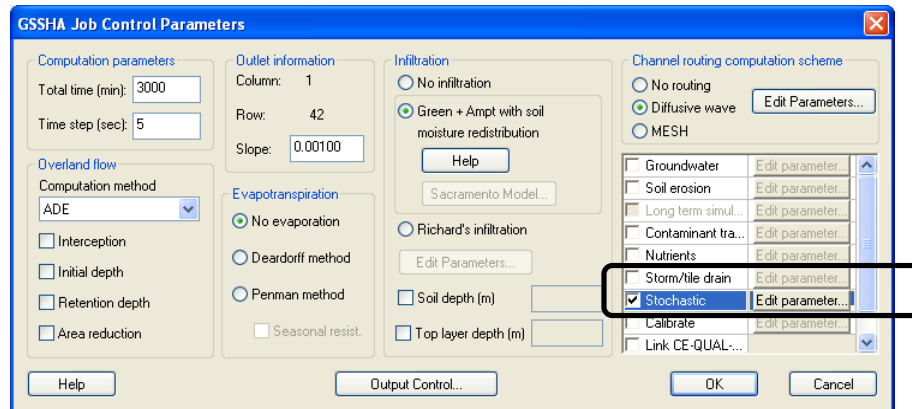 GSSHA Job Control Parameters
Computation parameters
Total time (min): 3000
Time step (sec): 5
Overland flow
Computation method
ADE
Interception
Initial depth
Retention depth
Area reduction
Outlet information
Column: 1
Row: 42
Slope: 0.00100
Evapotranspiration
No evaporation
Deardorff method
Penman method
Seasonal resist.
Infiltration
No infiltration
Green + Ampt with soil
moisture redistribution
Help
Sacramento Model...
Richard's infiltration
Edit Parameters...
Soil depth (m)
Top layer depth (m)
Channel routing computation scheme
No routing
Diffusive wave
MESH
Edit Parameters...
Groundwater Edit parameter...
Soil erosion Edit parameter...
Long term simul... Edit parameter...
Contaminant tra... Edit parameter...
Nutrients Edit parameter...
Storm/tile drain Edit parameter...
Stochastic Edit parameter...
Calibrate Edit parameter...
Link CE-QUAL-...
Help
Output Control...
OK
Cancel